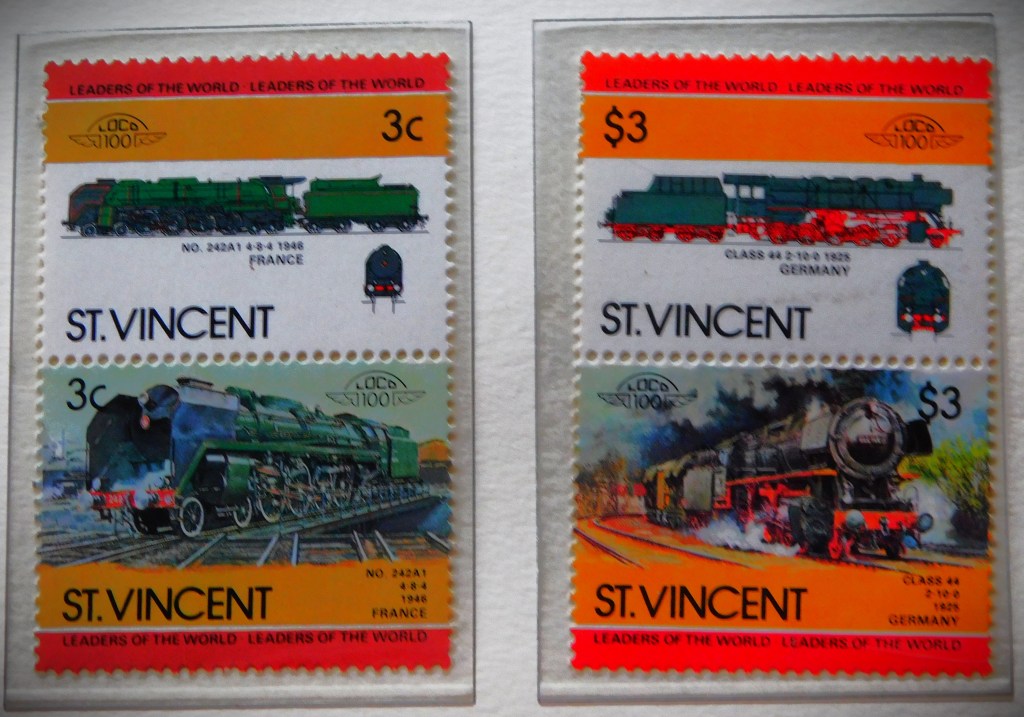 LEADERS OF THE WORLD · LEADERS OF THE WORLD
LOCO
100
3c
NO. 242A1 4-8-4 1946
FRANCE
ST. VINCENT
3c
LOCO
100
ST. VINCENT
NO. 242A1
4-8-4
1946
FRANCE
LEADERS OF THE WORLD · LEADERS OF THE WORLD
LEADERS OF THE WORLD · LEADERS OF THE WORLD
$3
LOCO
100
CLASS 44 2-10-0 1925
GERMANY
ST. VINCENT
LOCO
100
$3
ST. VINCENT
CLASS 44
2-10-0
1925
GERMANY
LEADERS OF THE WORLD · LEADERS OF THE WORLD